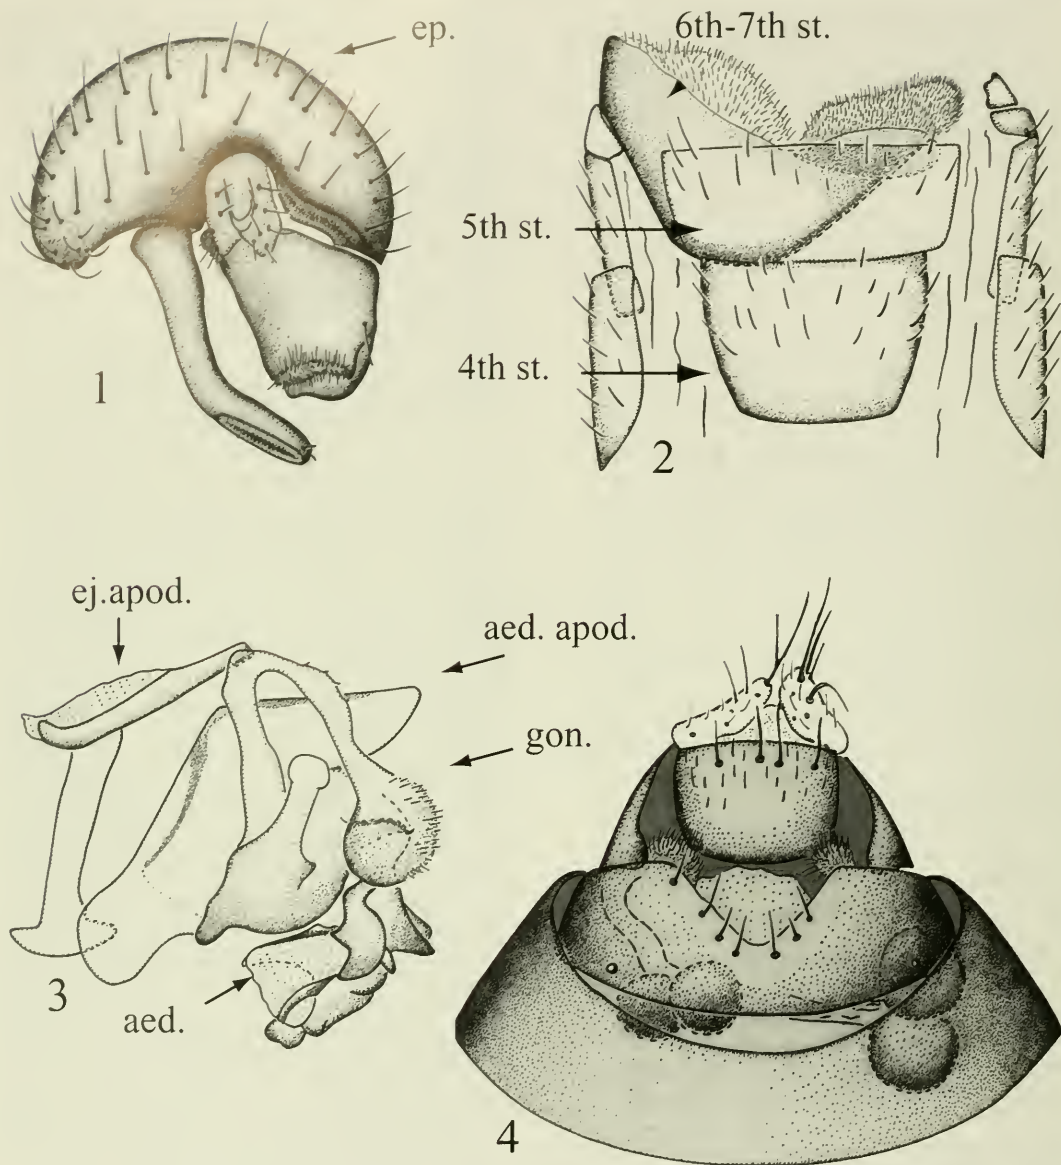 ep.
1
6th-7th st.
5th st.
4th st.
2
ej.apod.
aed. apod.
gon.
aed.
3
4